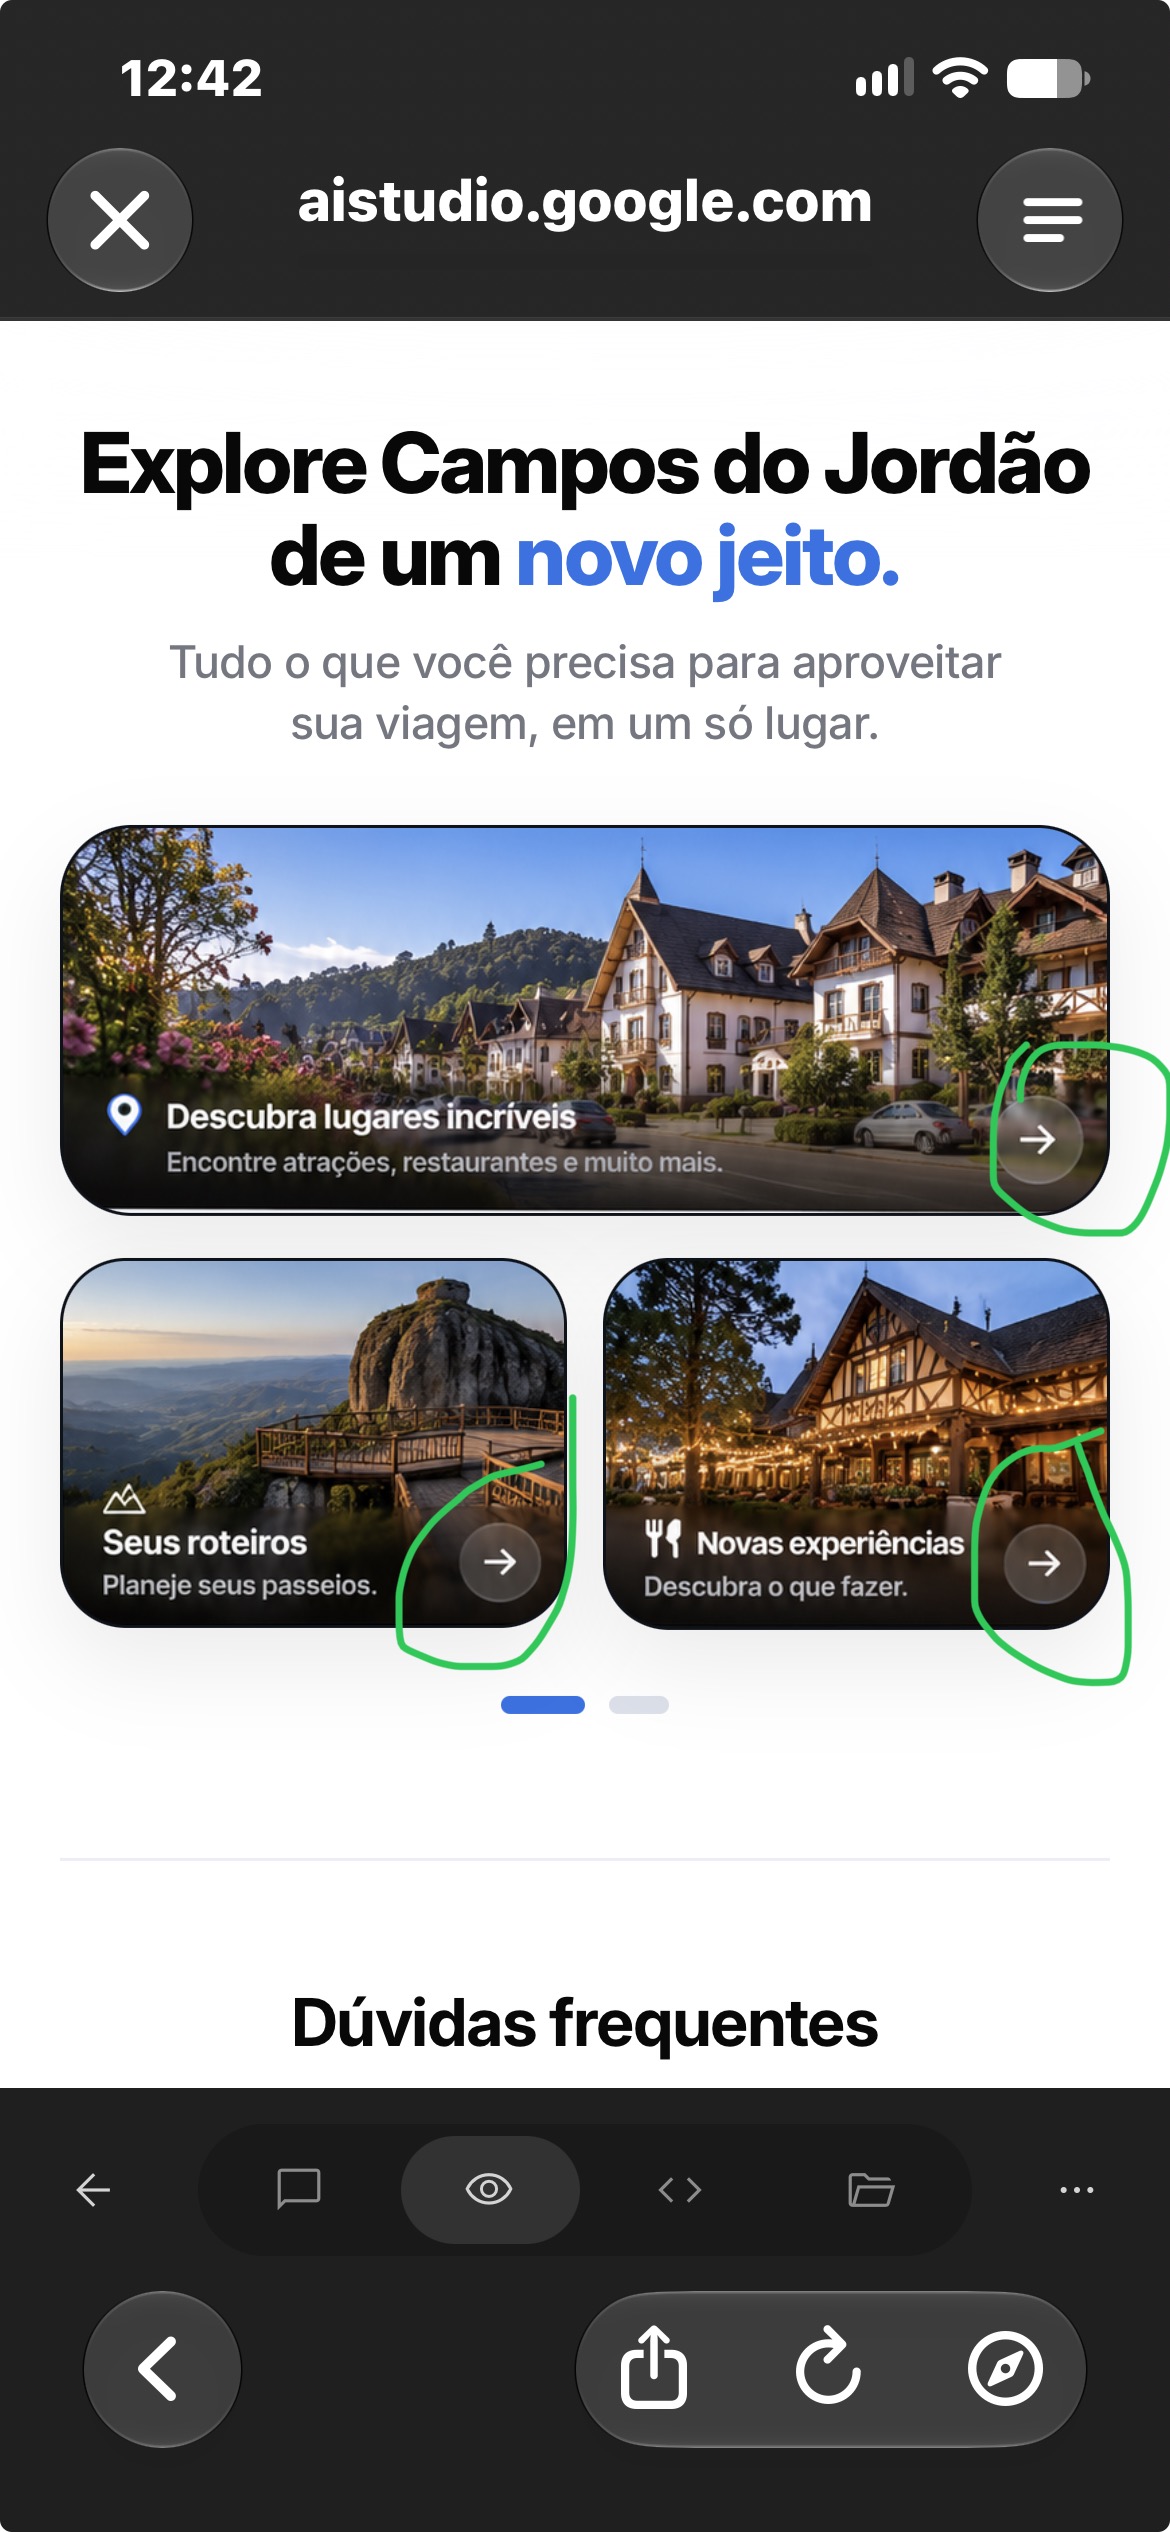 12:42
aistudio.google.com
Explore Campos do Jordão
de um novo jeito.
Tudo o que você precisa para aproveitar
sua viagem, em um só lugar.
Descubra lugares incríveis
Encontre atrações, restaurantes e muito mais.
Seus roteiros
Planeje seus passeios.
Novas experiências
Descubra o que fazer.
Dúvidas frequentes